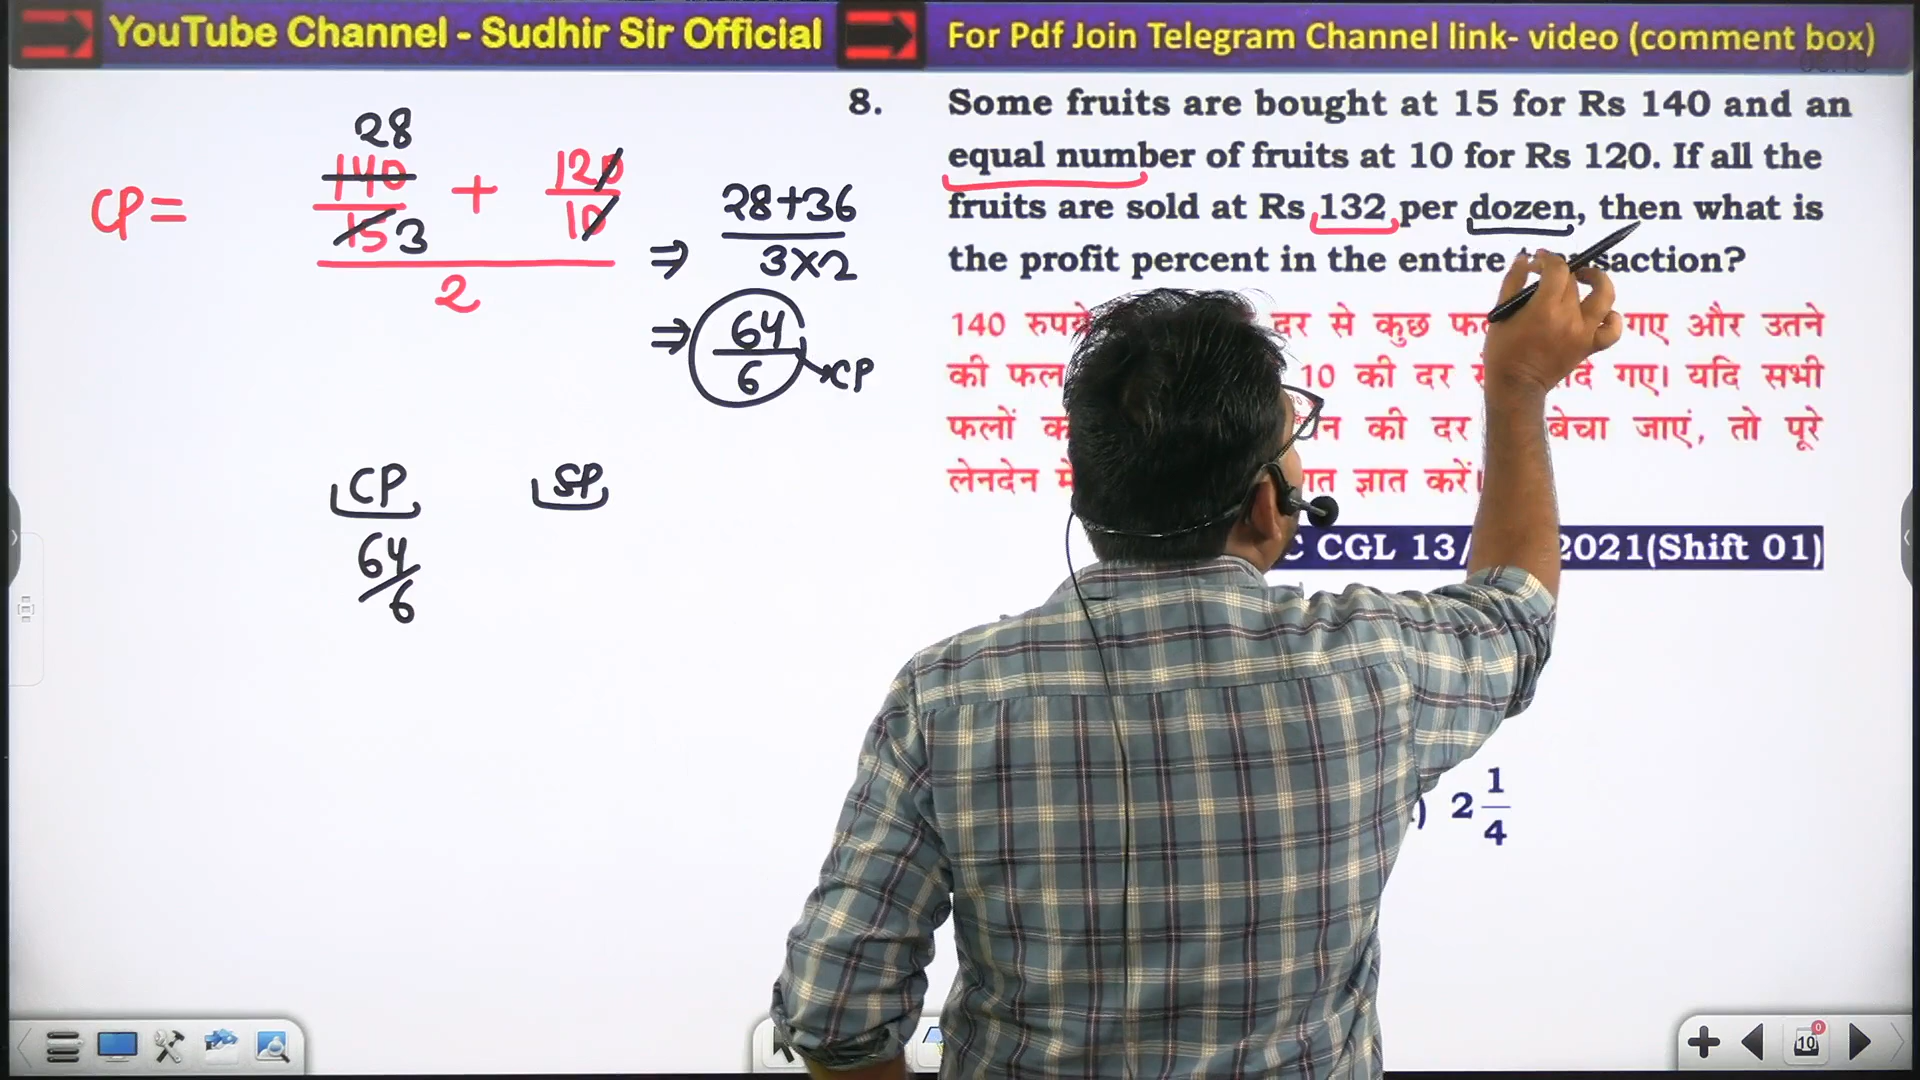 YouTube Channel - Sudhir Sir Official
For Pdf Join Telegram Channel link- video (comment box)
8. Some fruits are bought at 15 for Rs 140 and an
equal number of fruits at 10 for Rs 120. If all the
fruits are sold at Rs 132 per dozen, then what is
the profit percent in the entire
140 दर से कुछ गए और उतने
की 10 की दर गए। यदि सभी
फलों की दर बेचा जाएं, तो पूरे
लेनदेन ज्ञात करें।
CGL 13/ 2021(Shift 01)
2 1/4
28
CP = 140/15 3 + 120/10
2
⇒ 28+36
3×2
⇒ 64/6 → CP
CP SP
64/6
10
0